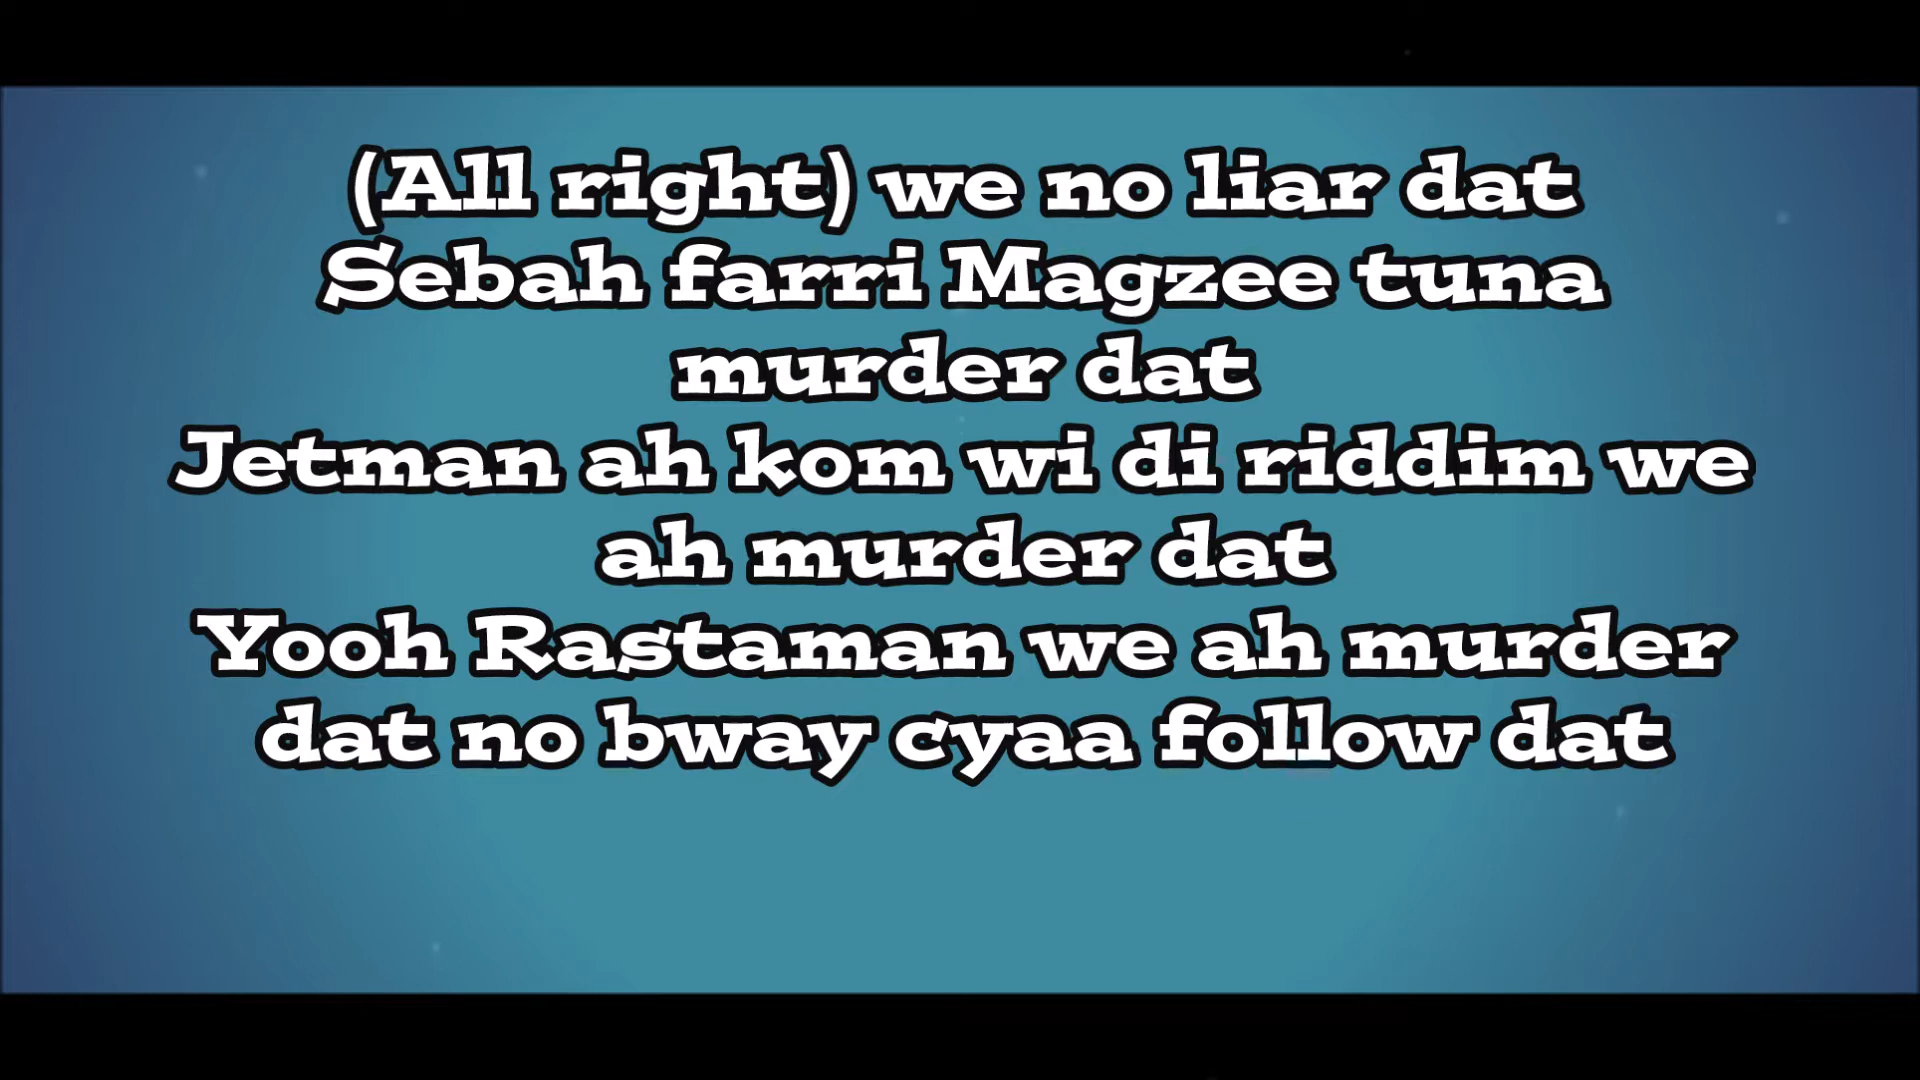 (All right) we no liar dat
Sebah farri Magzee tuna
murder dat
Jetman ah kom wi di riddim we
ah murder dat
Yooh Rastaman we ah murder
dat no bway cyaa follow dat